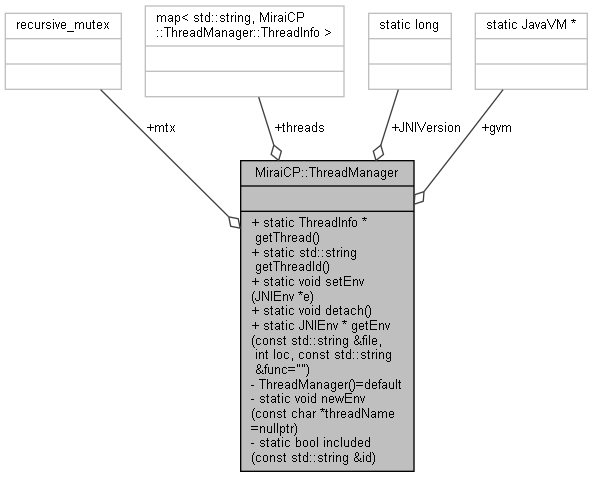 recursive_mutex
map< std::string, MiraiCP
::ThreadManager::ThreadInfo >
static long
static JavaVM *
+mtx
+threads
+JNIVersion
+gvm
MiraiCP::ThreadManager
+ static ThreadInfo *
getThread()
+ static std::string
getThreadId()
+ static void setEnv
(JNIEnv *e)
+ static void detach()
+ static JNIEnv * getEnv
(const std::string &file,
int loc, const std::string
&func="")
- ThreadManager()=default
- static void newEnv
(const char *threadName
=nullptr)
- static bool included
(const std::string &id)